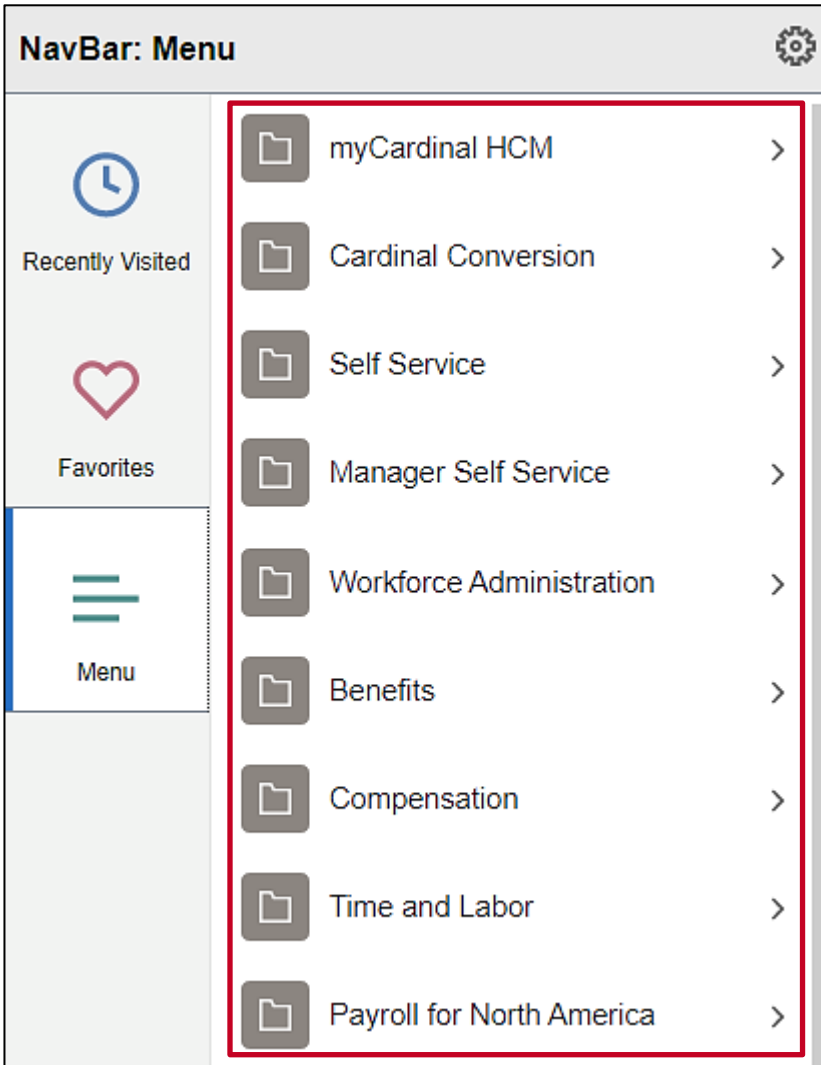 NavBar: Menu
Recently Visited
Favorites
Menu
myCardinal HCM
Cardinal Conversion
Self Service
Manager Self Service
Workforce Administration
Benefits
Compensation
Time and Labor
Payroll for North America